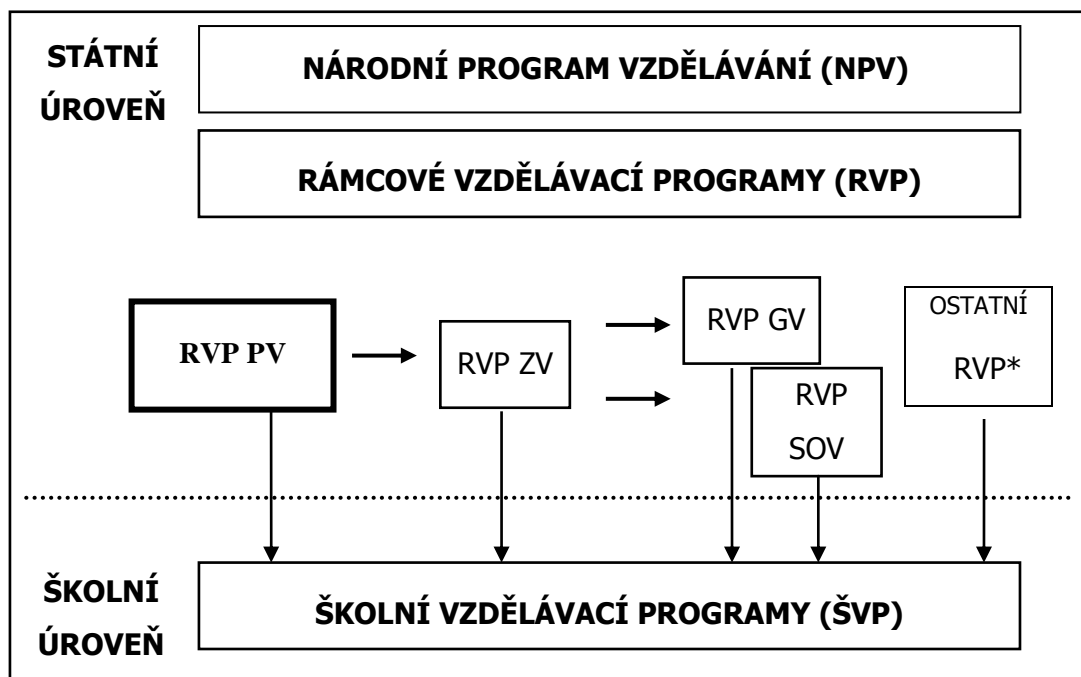 STÁTNÍ
ÚROVEŇ
NÁRODNÍ PROGRAM VZDĚLÁVÁNÍ (NPV)
RÁMCOVÉ VZDĚLÁVACÍ PROGRAMY (RVP)
RVP PV
RVP ZV
RVP GV
RVP
SOV
OSTATNÍ
RVP*
ŠKOLNÍ
ÚROVEŇ
ŠKOLNÍ VZDĚLÁVACÍ PROGRAMY (ŠVP)